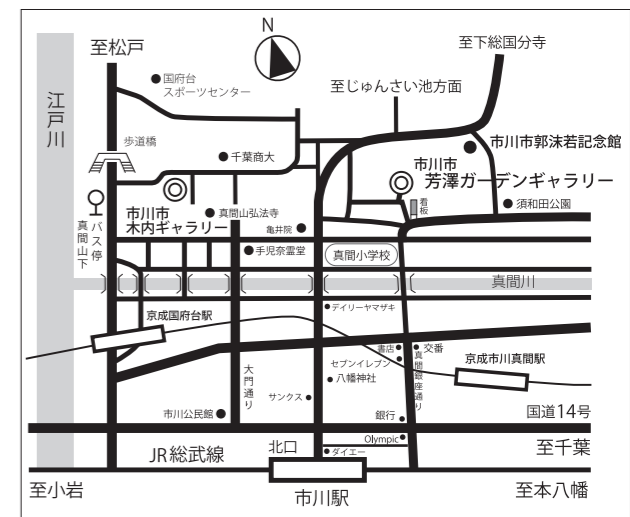 N
至松戸
至下総国分寺
国府台
スポーツセンター
至じゅんさい池方面
江戸川
歩道橋
千葉商大
市川市郭沫若記念館
市川市
芳澤ガーデンギャラリー
看板
須和田公園
真間山下
バス停
市川市
木内ギャラリー
真間山弘法寺
亀井院
手児奈霊堂
真間小学校
真間川
京成国府台駅
デイリーヤマザキ
書店
交番
セブンイレブン
京成市川真間駅
八幡神社
大門通り
真間銀座通り
サンクス
市川公民館
銀行
国道14号
Olympic
JR総武線
北口
ダイエー
至千葉
至小岩
市川駅
至本八幡